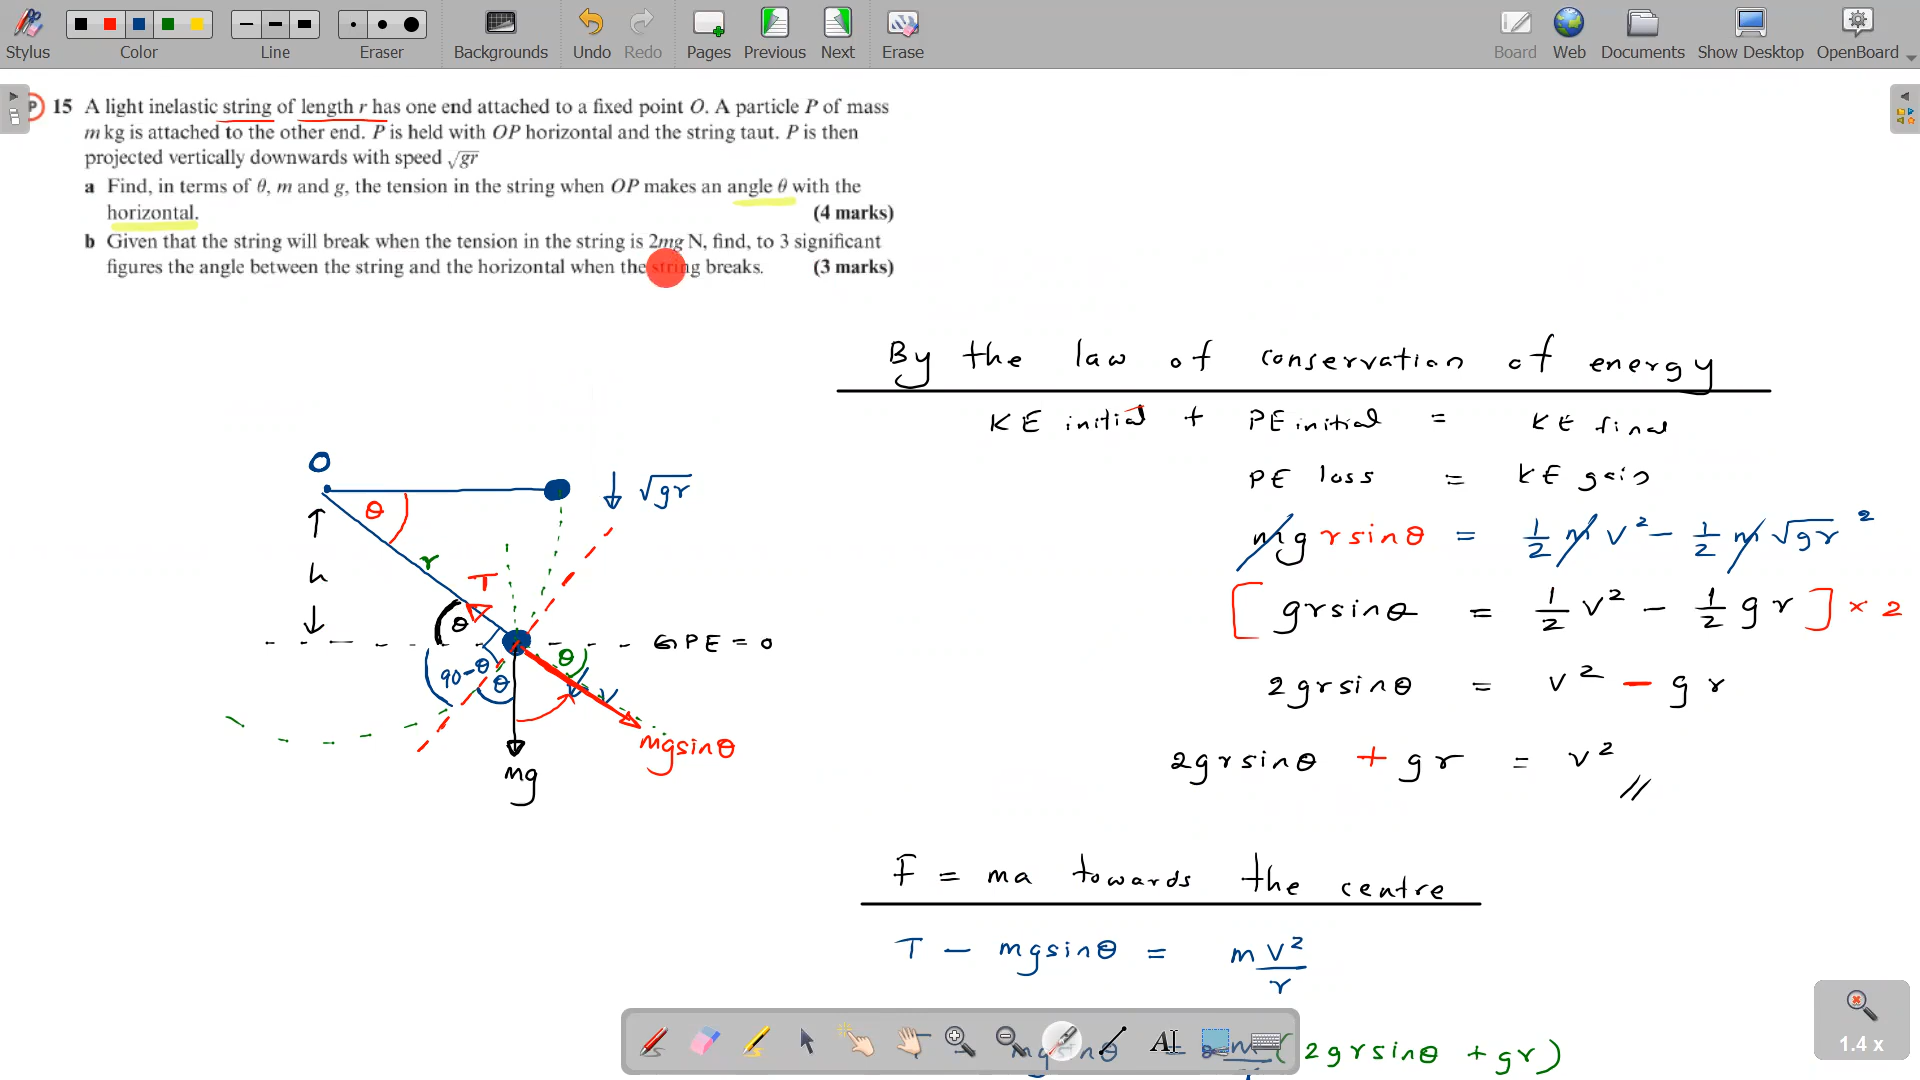 Stylus Color Line Eraser Backgrounds Undo Redo Pages Previous Next Erase Board Web Documents Show Desktop OpenBoard
P 15 A light inelastic string of length r has one end attached to a fixed point O. A particle P of mass
m kg is attached to the other end. P is held with OP horizontal and the string taut. P is then
projected vertically downwards with speed √gr
a Find, in terms of θ, m and g, the tension in the string when OP makes an angle θ with the
horizontal. (4 marks)
b Given that the string will break when the tension in the string is 2mg N, find, to 3 significant
figures the angle between the string and the horizontal when the string breaks. (3 marks)
By the law of conservation of energy
KE initial + PE initial = KE final
PE loss = KE gain
mg r sinθ = 1/2 m v² - 1/2 m √gr ²
[ gr sinθ = 1/2 v² - 1/2 g r ] × 2
2gr sinθ = v² - g r
2gr sinθ + gr = v² //
O
θ
↓ √gr
h
r
T
θ
GPE = 0
90-θ
θ
θ
mg sinθ
mg
F = ma towards the centre
T - mg sinθ = m v²/r
mg sinθ = m ( 2gr sinθ + gr )
1.4 x